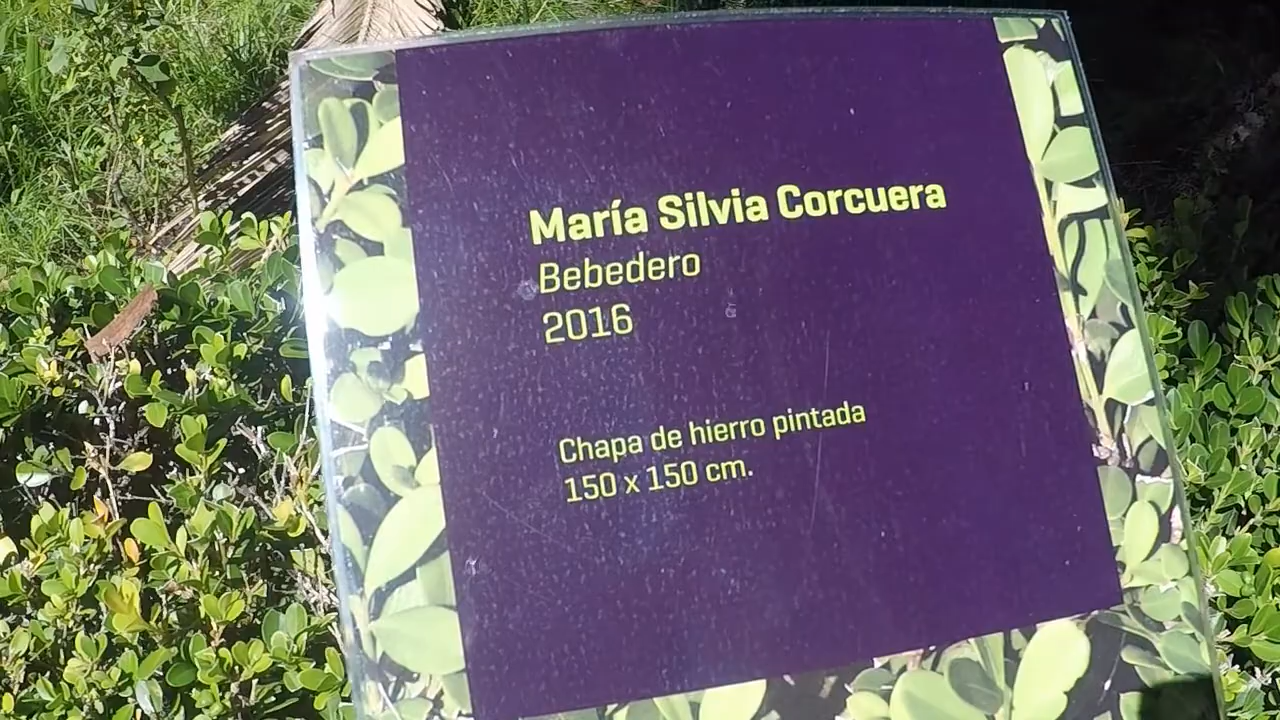 María Silvia Corcuera
Bebedero
2016
Chapa de hierro pintada
150 x 150 cm.